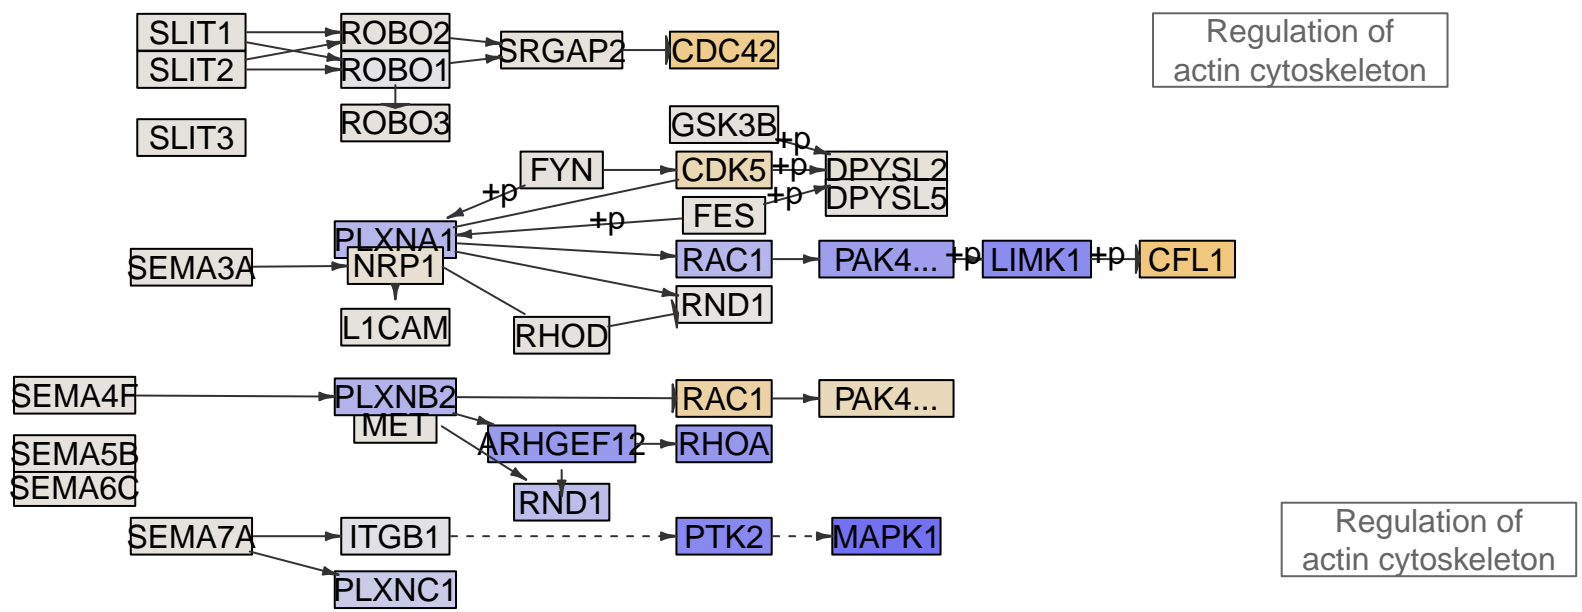 SLIT1
ROBO2
SRGAP2
CDC42
Regulation of
actin cytoskeleton
SLIT2
ROBO1
SLIT3
ROBO3
GSK3B
+p
FYN
CDK5
+p
DPYSL2
+p
FES
+p
DPYSL5
+p
PLXNA1
SEMA3A
NRP1
RAC1
PAK4...
+p
LIMK1
+p
CFL1
RND1
L1CAM
RHOD
SEMA4F
PLXNB2
RAC1
PAK4...
MET
ARHGEF12
RHOA
SEMA5B
SEMA6C
RND1
SEMA7A
ITGB1
PTK2
MAPK1
Regulation of
actin cytoskeleton
PLXNC1